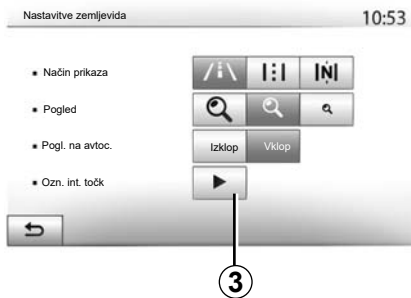 Nastavitve zemljevida 10:53
Način prikaza N
Pogled
Pogl. na avtoc. Izklop Vklop
Ozn. int. točk
3